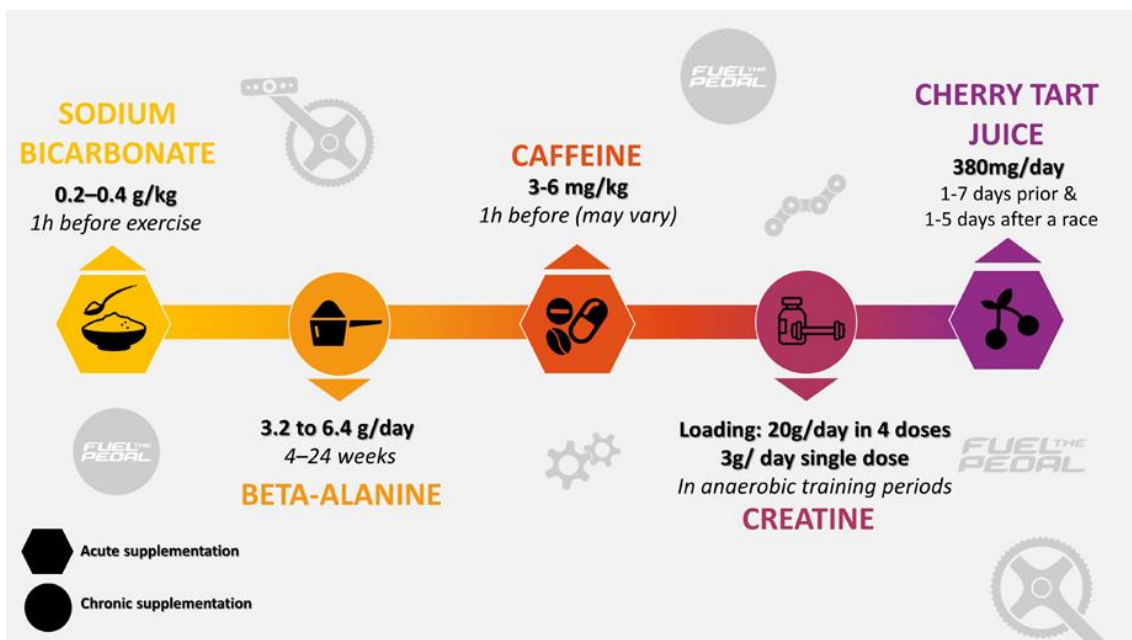 FUEL THE
PEDAL
SODIUM
BICARBONATE
0.2–0.4 g/kg
1h before exercise
CAFFEINE
3-6 mg/kg
1h before (may vary)
CHERRY TART
JUICE
380mg/day
1-7 days prior &
1-5 days after a race
3.2 to 6.4 g/day
4–24 weeks
BETA-ALANINE
Loading: 20g/day in 4 doses
3g/ day single dose
In anaerobic training periods
CREATINE
FUEL THE
PEDAL
FUEL THE
PEDAL
Acute supplementation
Chronic supplementation